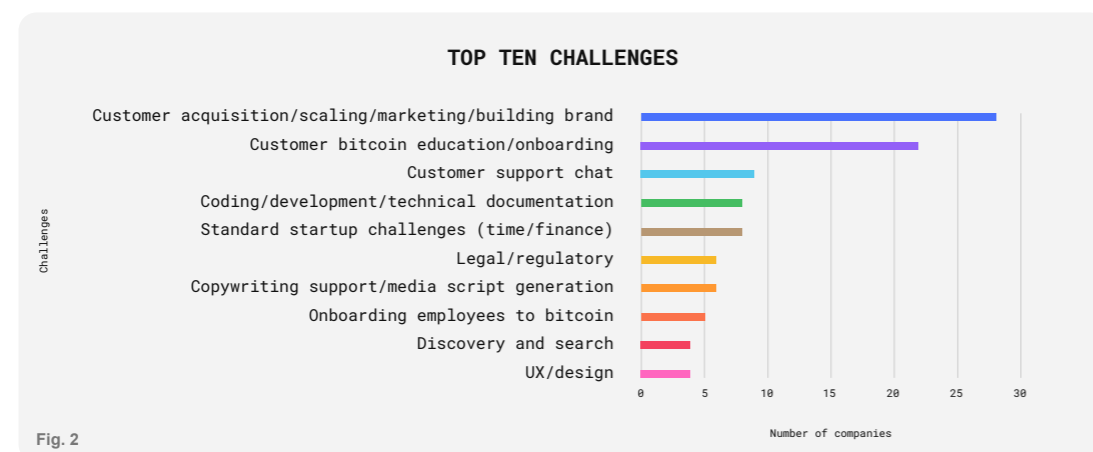 TOP TEN CHALLENGES
Customer acquisition/scaling/marketing/building brand
Customer bitcoin education/onboarding
Customer support chat
Coding/development/technical documentation
Standard startup challenges (time/finance)
Legal/regulatory
Copywriting support/media script generation
Onboarding employees to bitcoin
Discovery and search
UX/design
Challenges
0 5 10 15 20 25 30
Number of companies
Fig. 2